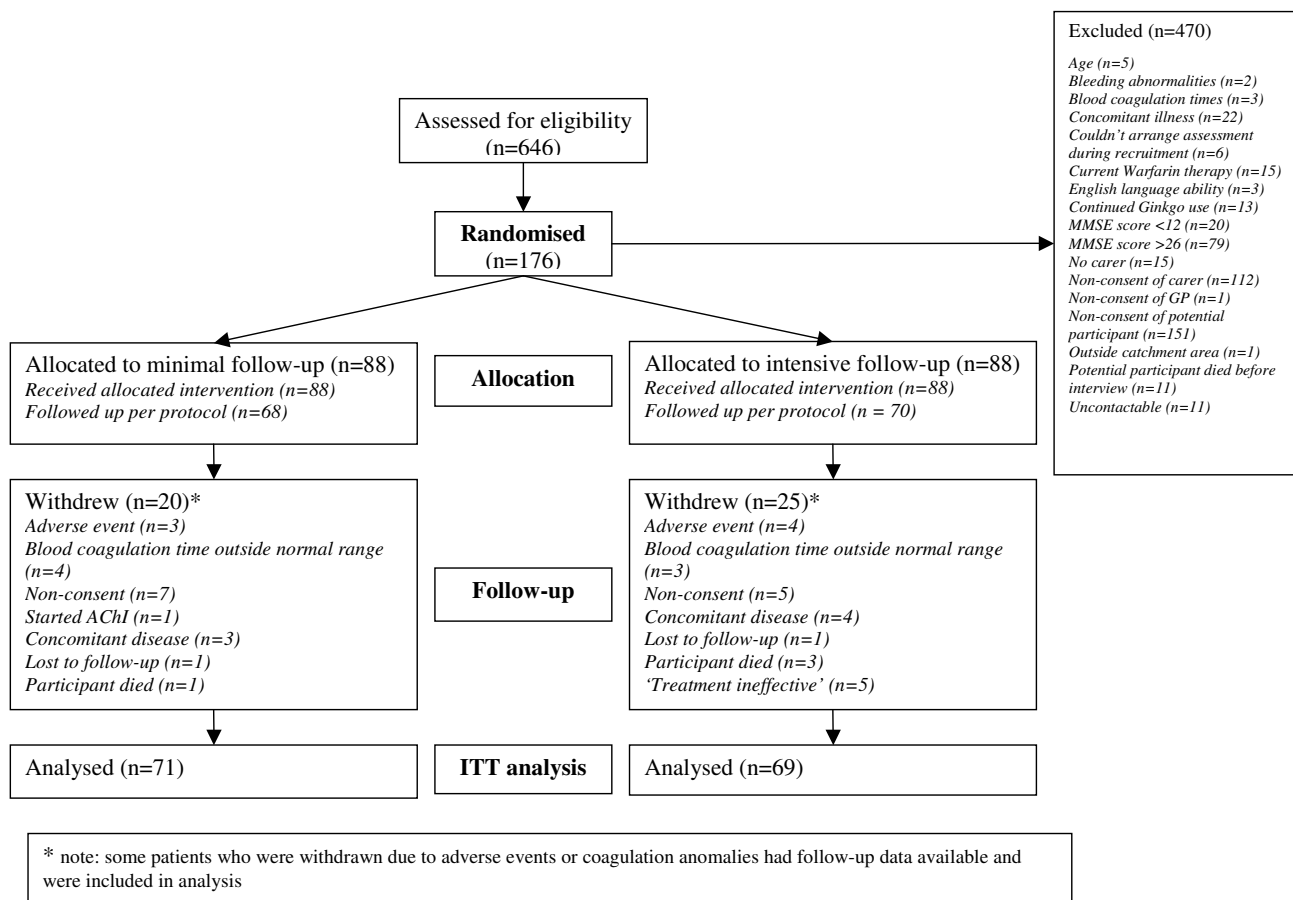 Excluded (n=470)
Age (n=5)
Bleeding abnormalities (n=2)
Blood coagulation times (n=3)
Concomitant illness (n=22)
Couldn't arrange assessment
during recruitment (n=6)
Current Warfarin therapy (n=15)
English language ability (n=3)
Continued Ginkgo use (n=13)
MMSE score <12 (n=20)
MMSE score >26 (n=79)
No carer (n=15)
Non-consent of carer (n=112)
Non-consent of GP (n=1)
Non-consent of potential
participant (n=151)
Outside catchment area (n=1)
Potential participant died before
interview (n=11)
Uncontactable (n=11)
Assessed for eligibility
(n=646)
Randomised
(n=176)
Allocated to minimal follow-up (n=88)
Received allocated intervention (n=88)
Followed up per protocol (n=68)
Allocation
Allocated to intensive follow-up (n=88)
Received allocated intervention (n=88)
Followed up per protocol (n = 70)
Withdrew (n=20)*
Adverse event (n=3)
Blood coagulation time outside normal range
(n=4)
Non-consent (n=7)
Started AChI (n=1)
Concomitant disease (n=3)
Lost to follow-up (n=1)
Participant died (n=1)
Follow-up
Withdrew (n=25)*
Adverse event (n=4)
Blood coagulation time outside normal range
(n=3)
Non-consent (n=5)
Concomitant disease (n=4)
Lost to follow-up (n=1)
Participant died (n=3)
'Treatment ineffective' (n=5)
Analysed (n=71)
ITT analysis
Analysed (n=69)
* note: some patients who were withdrawn due to adverse events or coagulation anomalies had follow-up data available and
were included in analysis